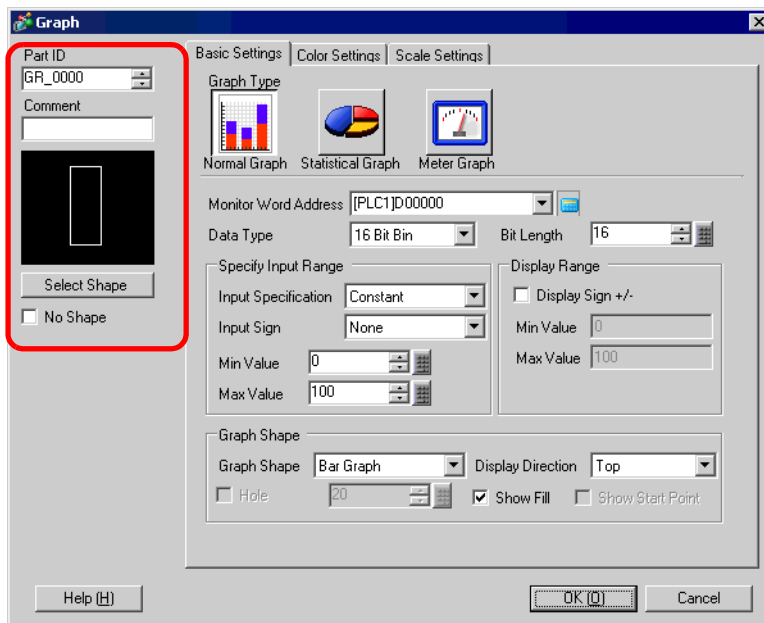 Graph
Part ID
GR_0000
Comment
Select Shape
No Shape
Basic Settings Color Settings Scale Settings
Graph Type
Normal Graph Statistical Graph Meter Graph
Monitor Word Address [PLC1]D00000
Data Type 16 Bit Bin Bit Length 16
Specify Input Range
Input Specification Constant
Input Sign None
Min Value 0
Max Value 100
Display Range
Display Sign +/-
Min Value 0
Max Value 100
Graph Shape
Graph Shape Bar Graph Display Direction Top
Hole 20 Show Fill Show Start Point
Help (H) OK (O) Cancel